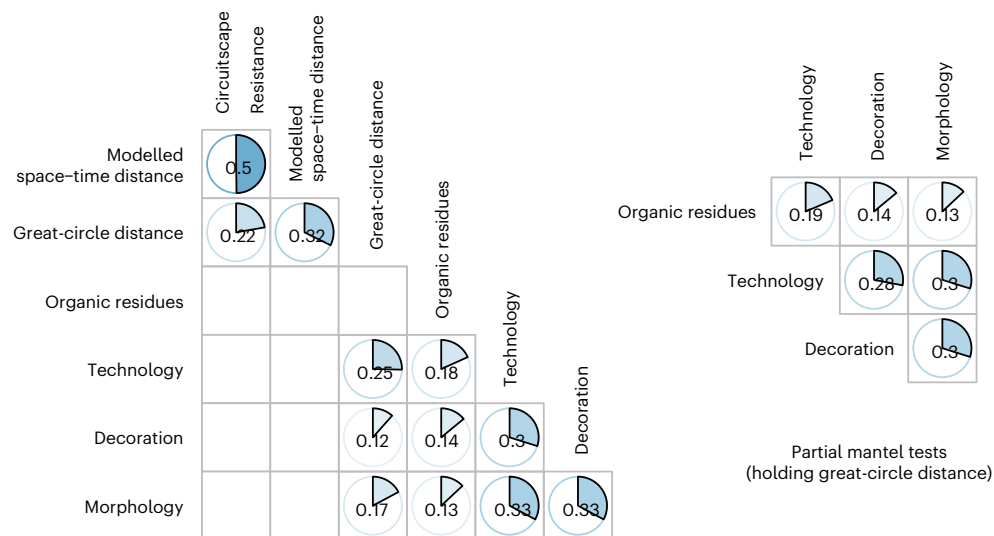 Circuitscape
Resistance
Modelled
space–time distance
Great-circle distance
Organic residues
Technology
Decoration
Modelled
space–time distance
0.5
Great-circle distance
0.22
0.32
Organic residues
Technology
0.25
0.18
Decoration
0.12
0.14
0.3
Morphology
0.17
0.13
0.33
0.33
Technology
Decoration
Morphology
Organic residues
0.19
0.14
0.13
Technology
0.28
0.3
Decoration
0.3
Partial mantel tests
(holding great-circle distance)